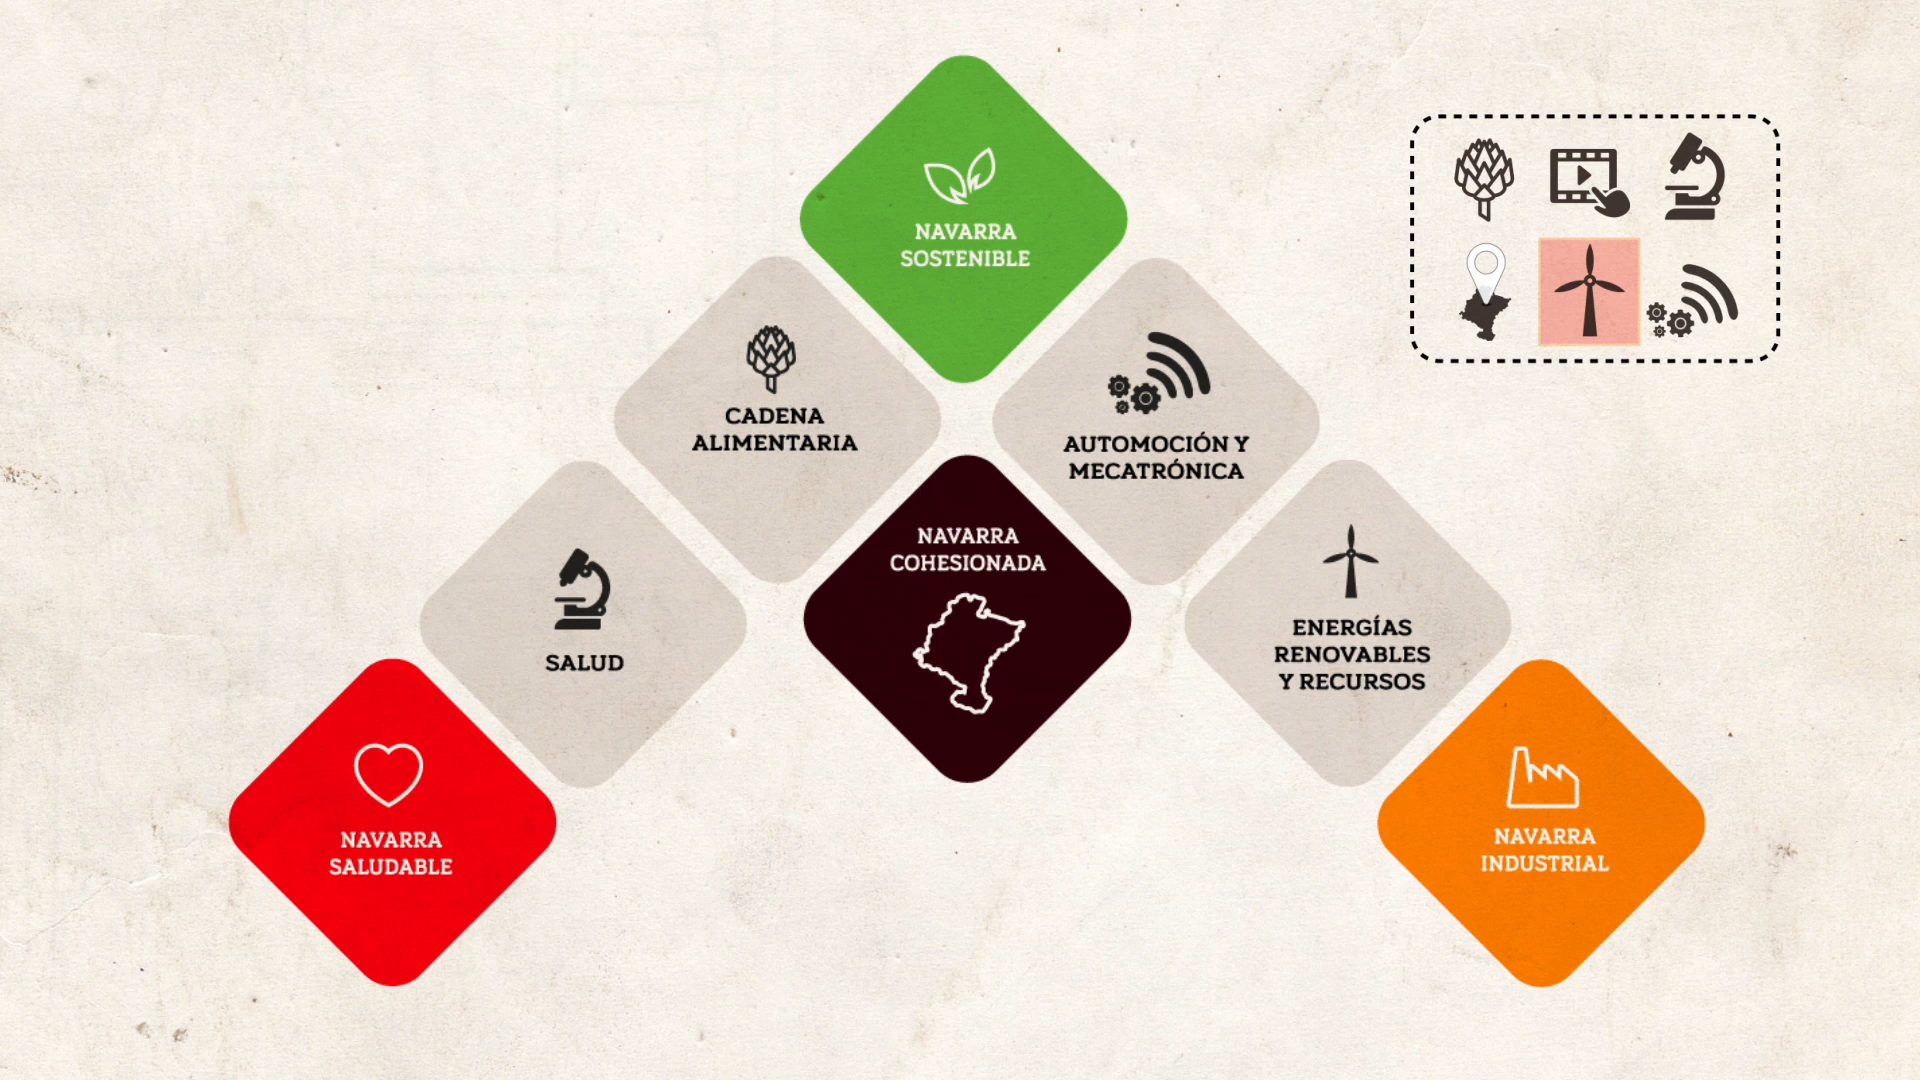 NAVARRA
SOSTENIBLE
CADENA
ALIMENTARIA
AUTOMOCIÓN Y
MECATRÓNICA
NAVARRA
COHESIONADA
SALUD
ENERGÍAS
RENOVABLES
Y RECURSOS
NAVARRA
SALUDABLE
NAVARRA
INDUSTRIAL